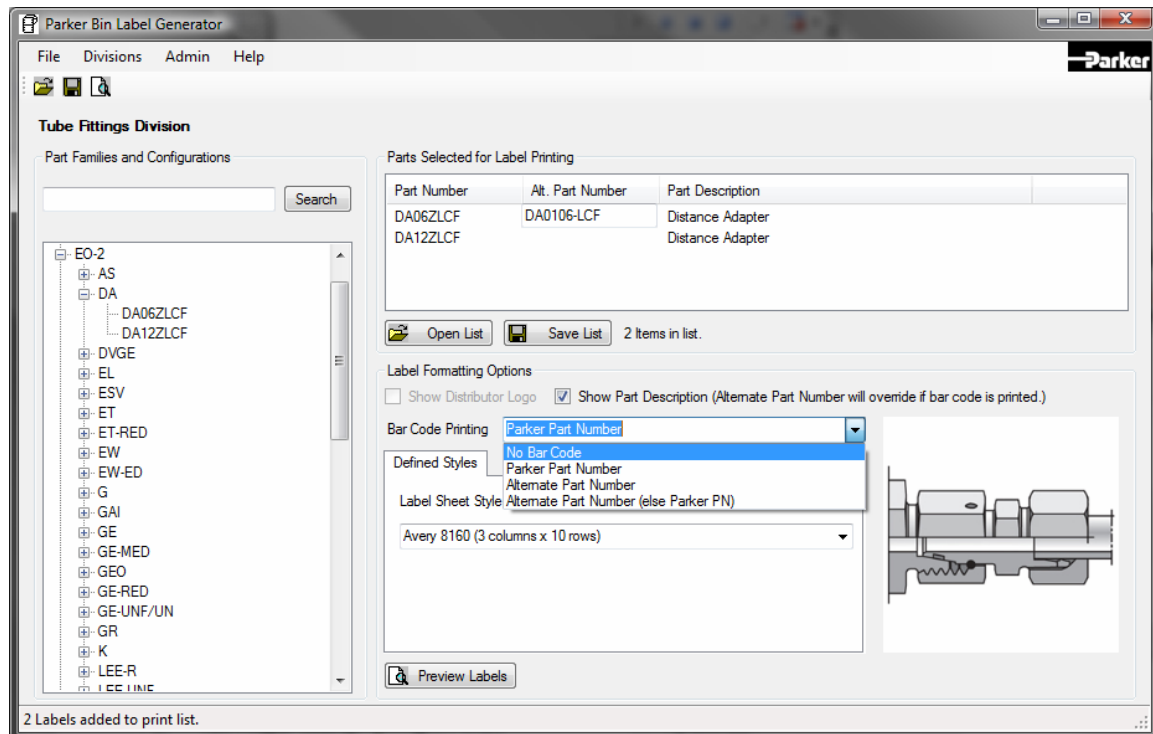 Parker Bin Label Generator
File Divisions Admin Help
Parker
Tube Fittings Division
Part Families and Configurations
Search
EO-2
AS
DA
DA06ZLCF
DA12ZLCF
DVGE
EL
ESV
ET
ET-RED
EW
EW-ED
G
GAI
GE
GE-MED
GEO
GE-RED
GE-UNF/UN
GR
K
LEE-R
LEE-UNF
Parts Selected for Label Printing
Part Number Alt. Part Number Part Description
DA06ZLCF DA0106-LCF Distance Adapter
DA12ZLCF Distance Adapter
Open List Save List 2 Items in list.
Label Formatting Options
Show Distributor Logo Show Part Description (Alternate Part Number will override if bar code is printed.)
Bar Code Printing Parker Part Number
No Bar Code
Parker Part Number
Alternate Part Number
Alternate Part Number (else Parker PN)
Defined Styles
Label Sheet Style
Avery 8160 (3 columns x 10 rows)
Preview Labels
2 Labels added to print list.